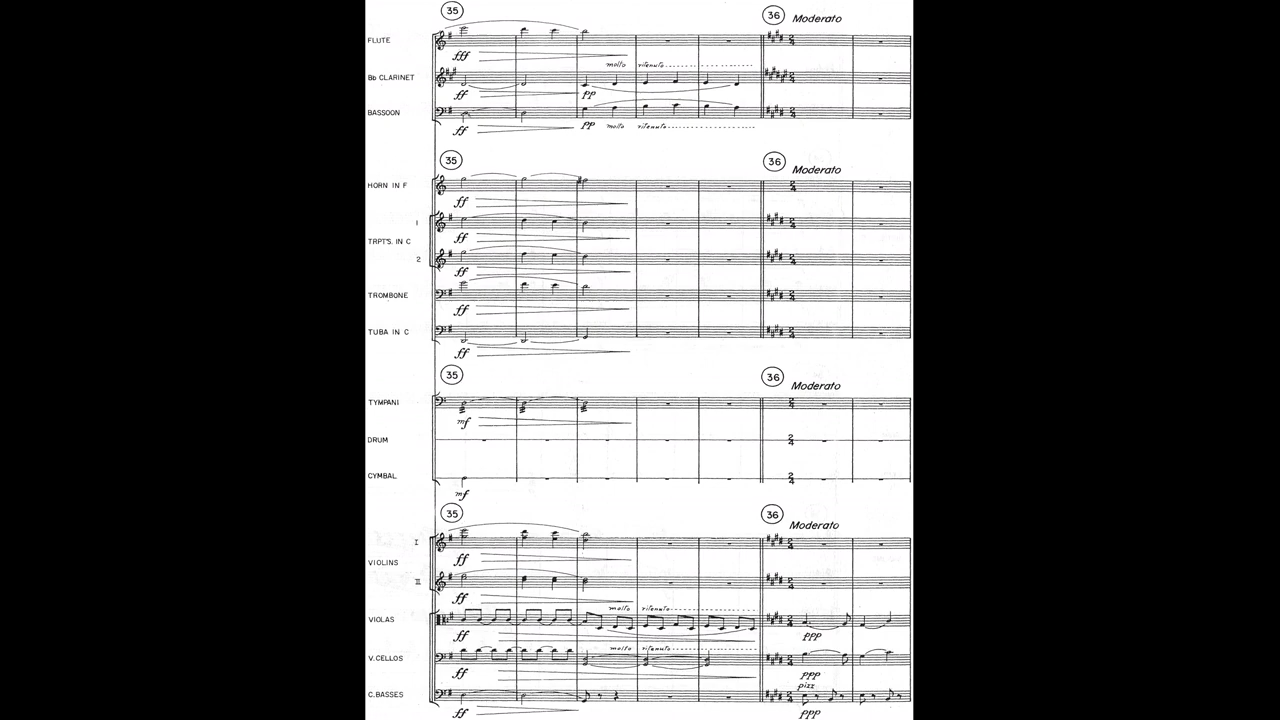 35 36 Moderato
FLUTE
fff
molto ritenuto
Bb CLARINET
ff pp
BASSOON
ff pp molto ritenuto
35 36 Moderato
HORN IN F
ff
1
ff
TRPT'S. IN C
2
ff
TROMBONE
ff
TUBA IN C
ff
35 36 Moderato
TYMPANI
mf
DRUM
CYMBAL
mf
35 36 Moderato
I
ff
VIOLINS
II
ff
molto ritenuto
VIOLAS
ff ppp
molto ritenuto
V.CELLOS
ff ppp
pizz
C.BASSES
ff ppp